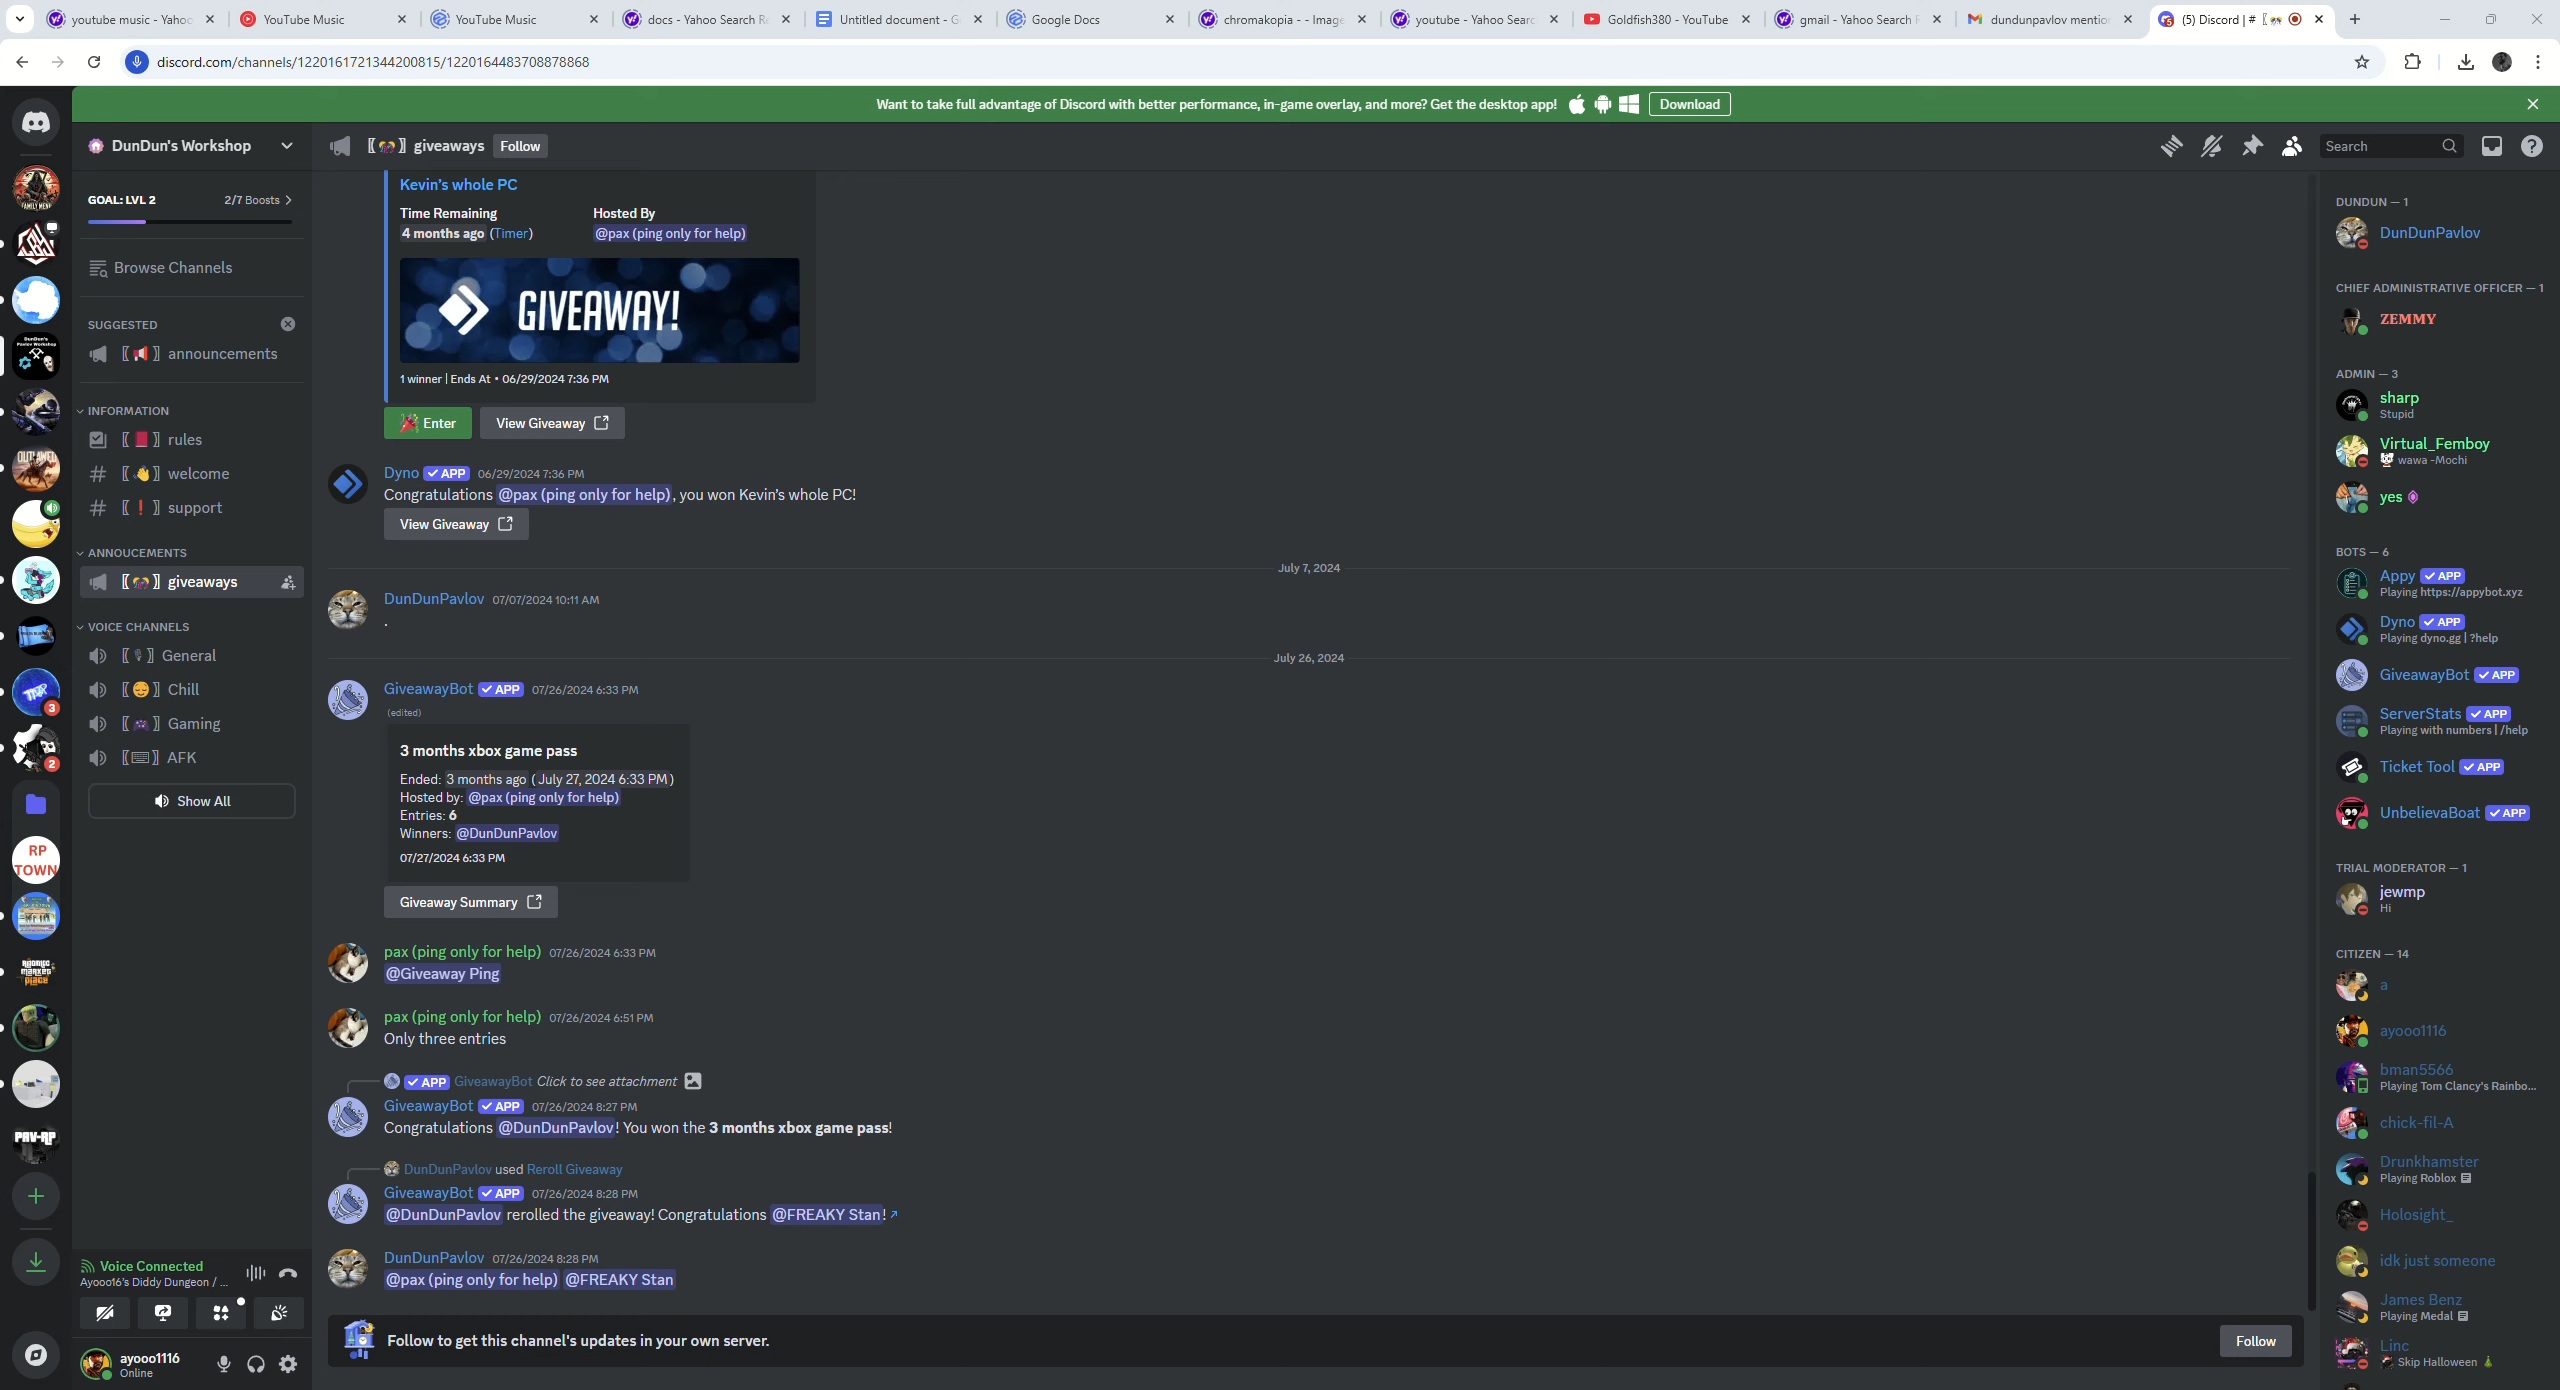 youtube music - Yahoo
YouTube Music
YouTube Music
docs - Yahoo Search Re
Untitled document - G
Google Docs
chromakopia - - Image
youtube - Yahoo Searc
Goldfish380 - YouTube
gmail - Yahoo Search R
dundunpavlov mentio
(5) Discord | # 〖
discord.com/channels/1220161721344200815/1220164483708878868
Want to take full advantage of Discord with better performance, in-game overlay, and more? Get the desktop app!
Download
DunDun's Workshop
GOAL: LVL 2
2/7 Boosts
Browse Channels
SUGGESTED
〖📢〗announcements
INFORMATION
〖📕〗rules
〖👋〗welcome
〖❗〗support
ANNOUCEMENTS
〖🎊〗giveaways
VOICE CHANNELS
〖🎙〗General
〖😌〗Chill
〖🎮〗Gaming
〖⌨〗AFK
Show All
RP
TOWN
OUTLAWED
3
2
PAV-RP
Voice Connected
Ayooo16's Diddy Dungeon / ...
ayooo1116
Online
〖🎊〗giveaways
Follow
Search
Kevin's whole PC
Time Remaining
Hosted By
4 months ago (Timer)
@pax (ping only for help)
GIVEAWAY!
1 winner | Ends At • 06/29/2024 7:36 PM
🎉 Enter
View Giveaway
Dyno ✓ APP 06/29/2024 7:36 PM
Congratulations @pax (ping only for help), you won Kevin's whole PC!
View Giveaway
July 7, 2024
DunDunPavlov 07/07/2024 10:11 AM
.
July 26, 2024
GiveawayBot ✓ APP 07/26/2024 6:33 PM
(edited)
3 months xbox game pass
Ended: 3 months ago (July 27, 2024 6:33 PM)
Hosted by: @pax (ping only for help)
Entries: 6
Winners: @DunDunPavlov
07/27/2024 6:33 PM
Giveaway Summary
pax (ping only for help) 07/26/2024 6:33 PM
@Giveaway Ping
pax (ping only for help) 07/26/2024 6:51 PM
Only three entries
✓ APP GiveawayBot Click to see attachment
GiveawayBot ✓ APP 07/26/2024 8:27 PM
Congratulations @DunDunPavlov! You won the 3 months xbox game pass!
DunDunPavlov used Reroll Giveaway
GiveawayBot ✓ APP 07/26/2024 8:28 PM
@DunDunPavlov rerolled the giveaway! Congratulations @FREAKY Stan! ↗
DunDunPavlov 07/26/2024 8:28 PM
@pax (ping only for help) @FREAKY Stan
Follow to get this channel's updates in your own server.
Follow
DUNDUN — 1
DunDunPavlov
CHIEF ADMINISTRATIVE OFFICER — 1
ZEMMY
ADMIN — 3
sharp
Stupid
Virtual_Femboy
wawa -Mochi
yes
BOTS — 6
Appy ✓ APP
Playing https://appybot.xyz
Dyno ✓ APP
Playing dyno.gg | ?help
GiveawayBot ✓ APP
ServerStats ✓ APP
Playing with numbers | /help
Ticket Tool ✓ APP
UnbelievaBoat ✓ APP
TRIAL MODERATOR — 1
jewmp
Hi
CITIZEN — 14
a
ayooo1116
bman5566
Playing Tom Clancy's Rainbo...
chick-fil-A
Drunkhamster
Playing Roblox
Holosight_
idk just someone
James Benz
Playing Medal
Linc
Skip Halloween